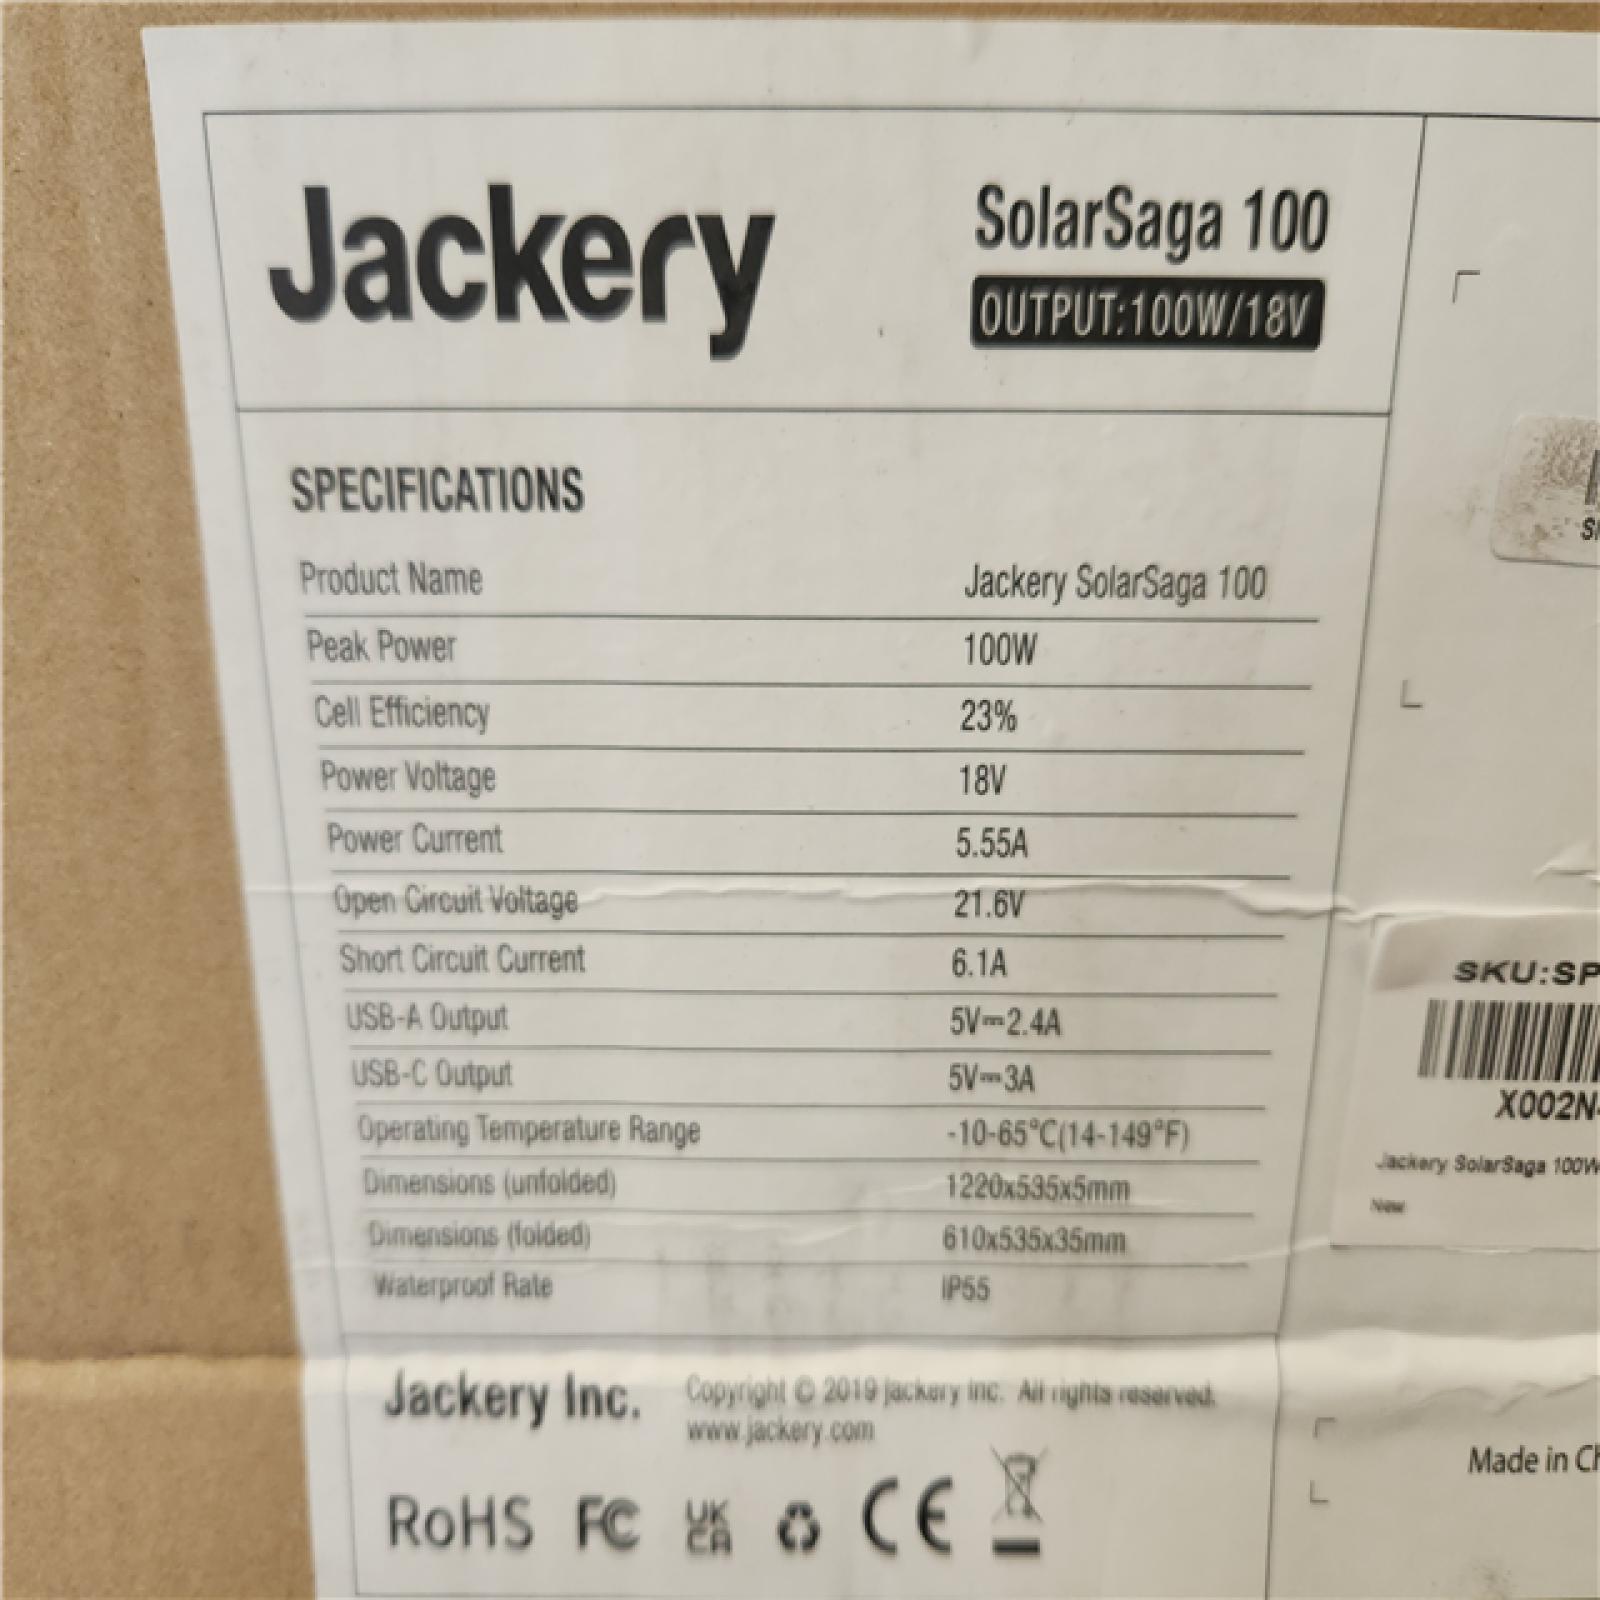 Jackery
SolarSaga 100
OUTPUT:100W/18V
SPECIFICATIONS
Product Name Jackery SolarSaga 100
Peak Power 100W
Cell Efficiency 23%
Power Voltage 18V
Power Current 5.55A
Open Circuit Voltage 21.6V
Short Circuit Current 6.1A
USB-A Output 5V⎓2.4A
USB-C Output 5V⎓3A
Operating Temperature Range -10-65°C(14-149°F)
Dimensions (unfolded) 1220x535x5mm
Dimensions (folded) 610x535x35mm
Waterproof Rate IP55
Jackery Inc.
Copyright © 2019 Jackery Inc. All rights reserved.
www.jackery.com
RoHS FC UK CA CE
SKU:SP
X002N
Jackery SolarSaga 100W
New
Made in Ch